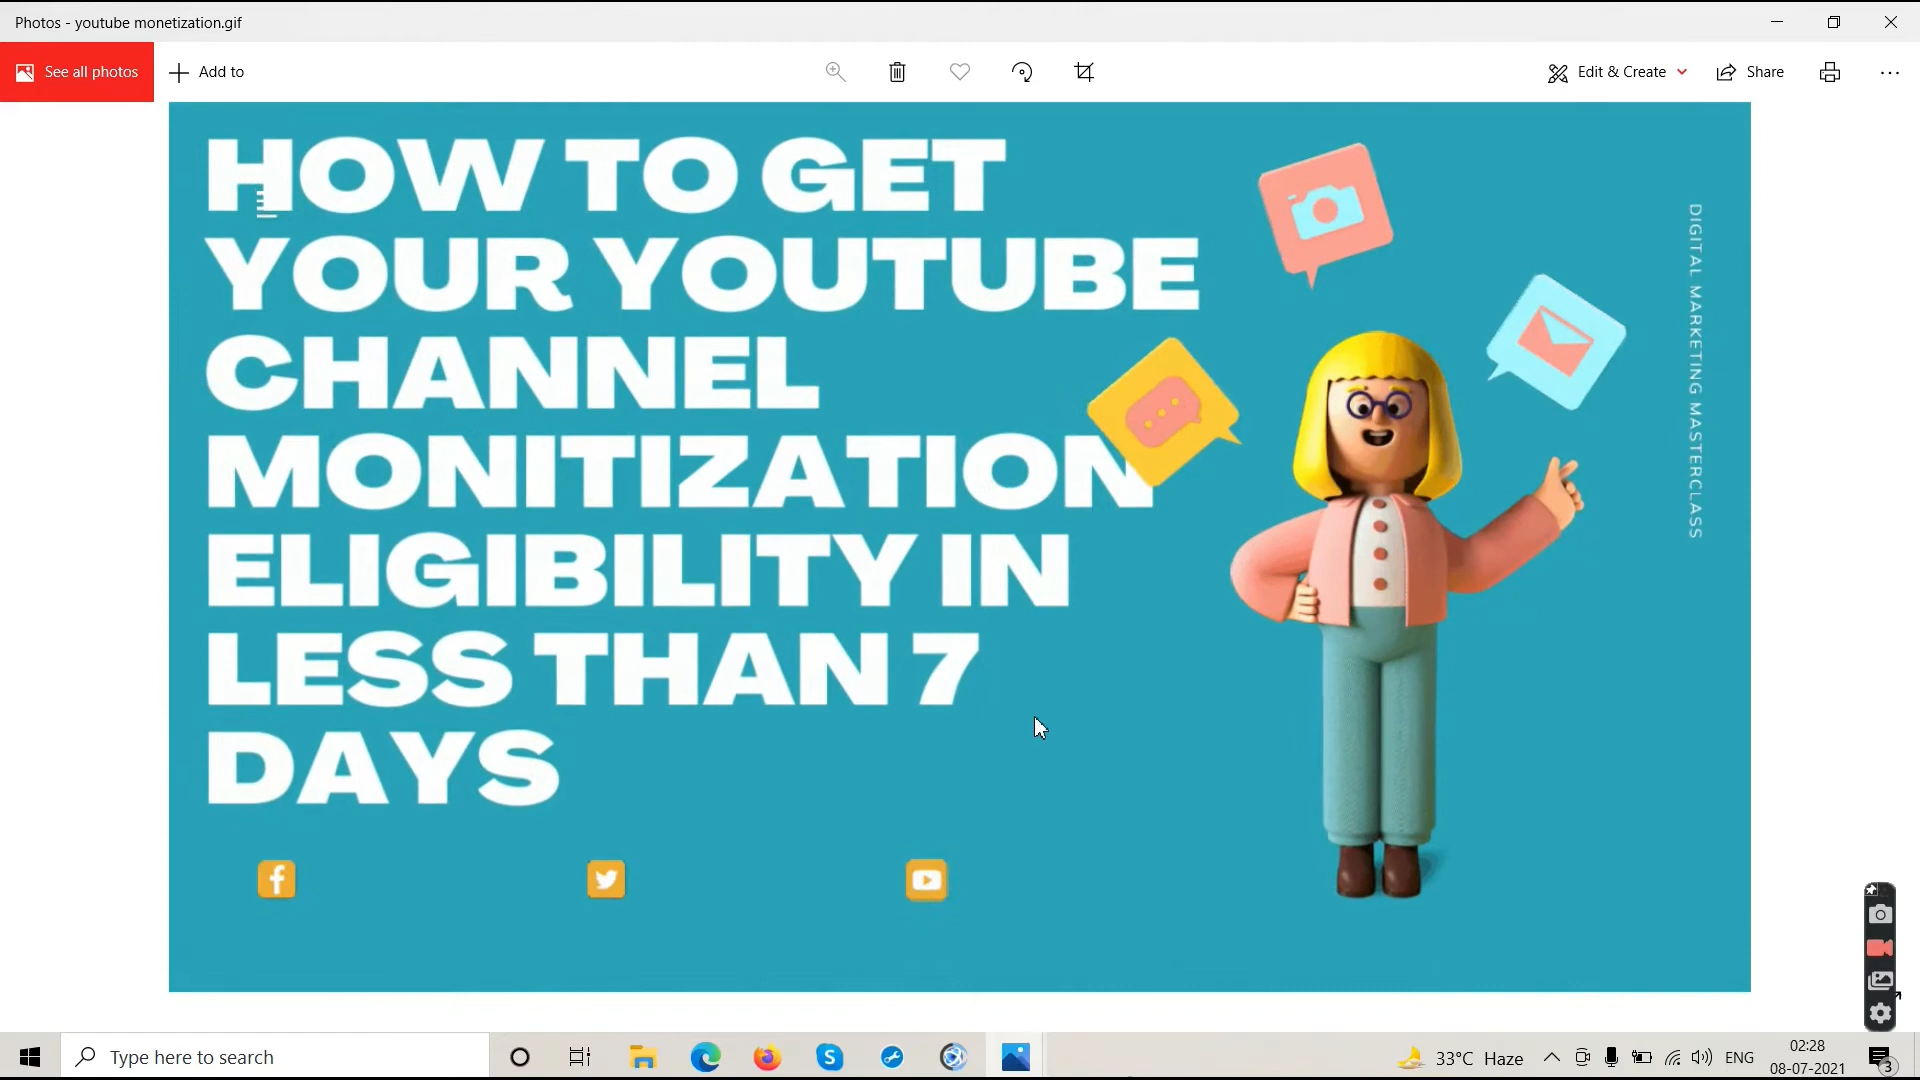 Photos - youtube monetization.gif
See all photos
Add to
Edit & Create
Share
HOW TO GET
YOUR YOUTUBE
CHANNEL
MONITIZATION
ELIGIBILITY IN
LESS THAN 7
DAYS
DIGITAL MARKETING MASTERCLASS
Type here to search
33°C Haze
ENG
02:28
08-07-2021
3